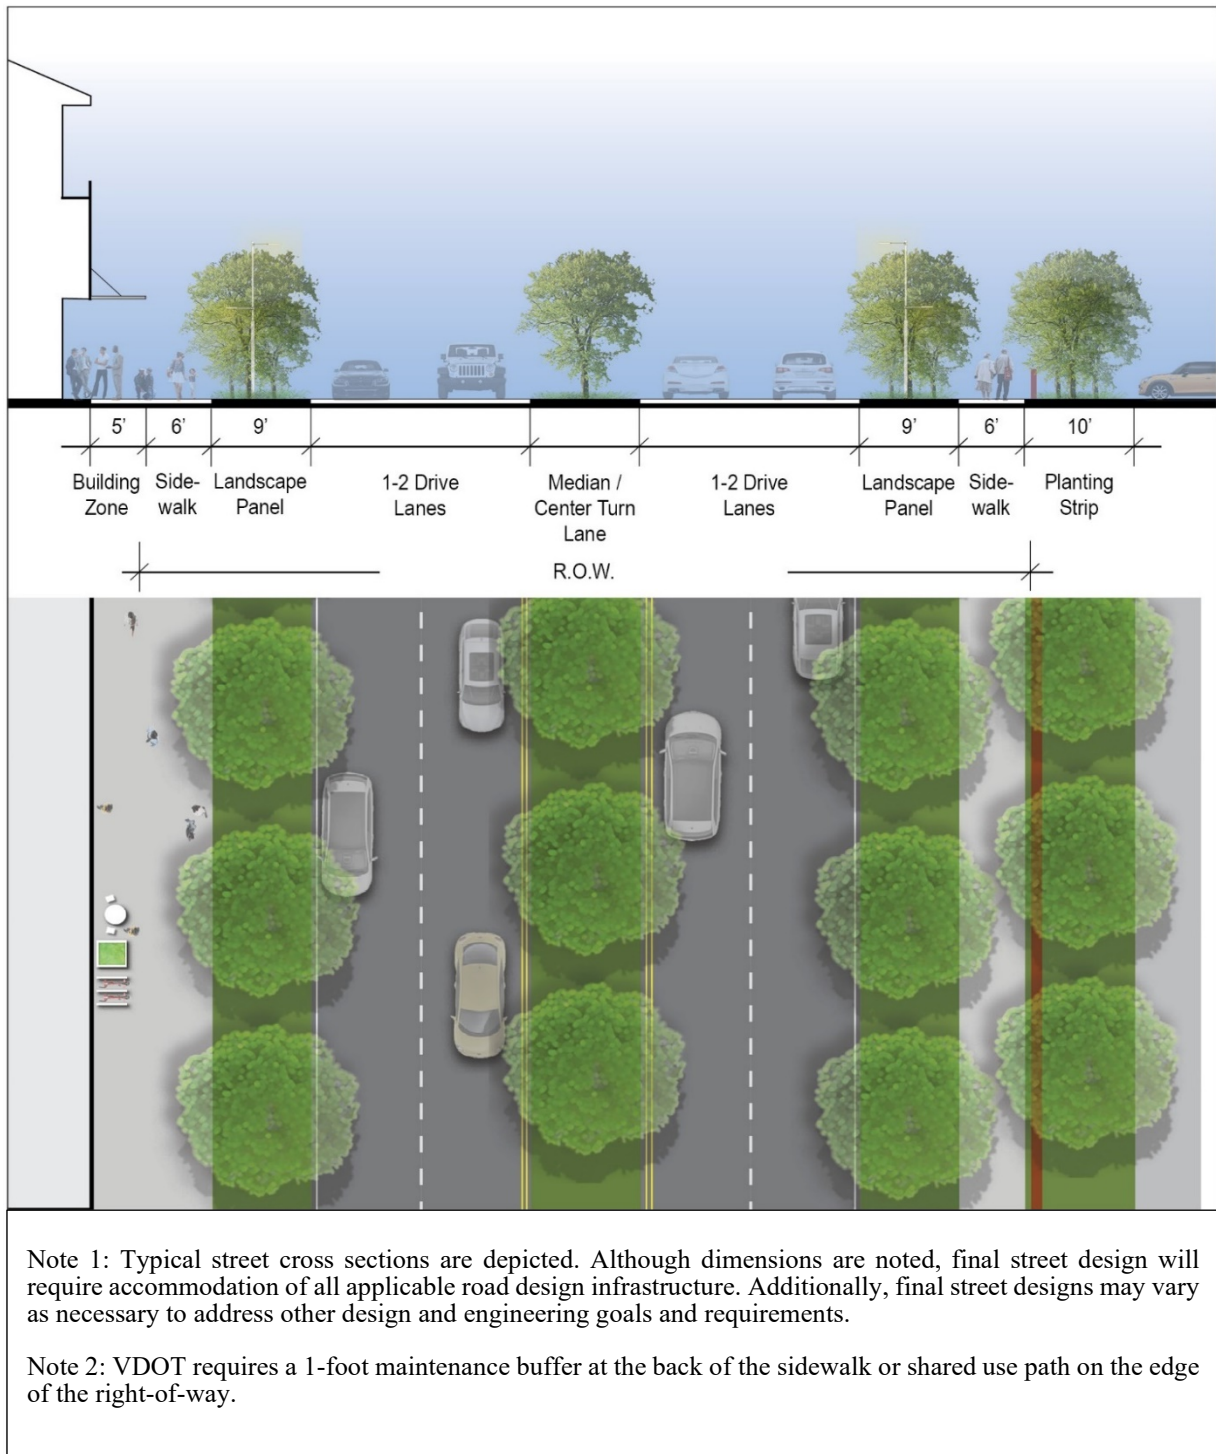 5’ 6’ 9’ 9’ 6’ 10’
Building Side- Landscape 1-2 Drive Median / 1-2 Drive Landscape Side- Planting
Zone walk Panel Lanes Center Turn Lanes Panel walk Strip
Lane
R.O.W.
Note 1: Typical street cross sections are depicted. Although dimensions are noted, final street design will
require accommodation of all applicable road design infrastructure. Additionally, final street designs may vary
as necessary to address other design and engineering goals and requirements.
Note 2: VDOT requires a 1-foot maintenance buffer at the back of the sidewalk or shared use path on the edge
of the right-of-way.